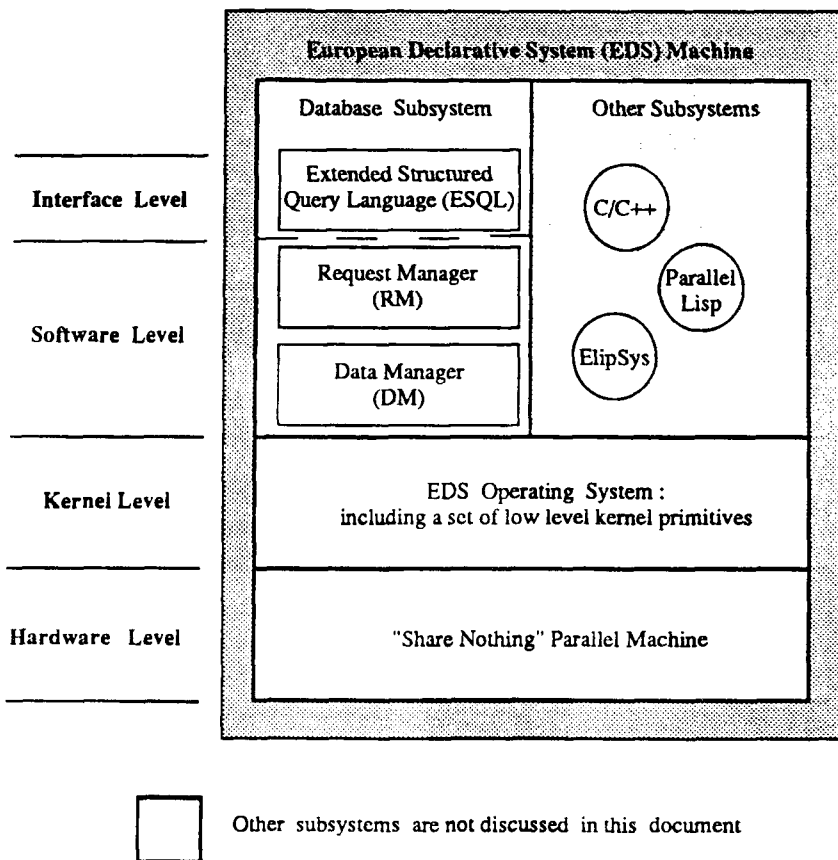 European Declarative System (EDS) Machine
Database Subsystem
Other Subsystems
Interface Level
Extended Structured
Query Language (ESQL)
C/C++
Software Level
Request Manager
(RM)
Parallel
Lisp
ElipSys
Data Manager
(DM)
Kernel Level
EDS Operating System :
including a set of low level kernel primitives
Hardware Level
"Share Nothing" Parallel Machine
Other subsystems are not discussed in this document